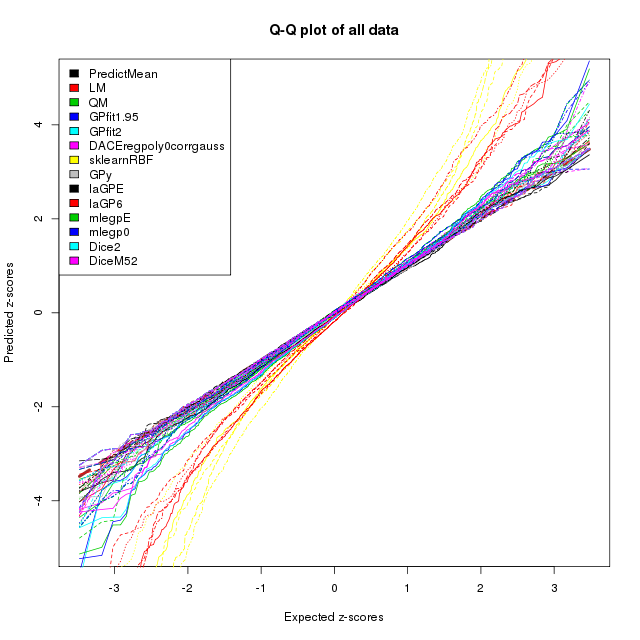 Q-Q plot of all data
PredictMean
LM
QM
GPfit1.95
GPfit2
DACEregpoly0corrgauss
sklearnRBF
GPy
laGPE
laGP6
mlegpE
mlegp0
Dice2
DiceM52
Predicted z-scores
4
2
0
-2
-4
-3 -2 -1 0 1 2 3
Expected z-scores